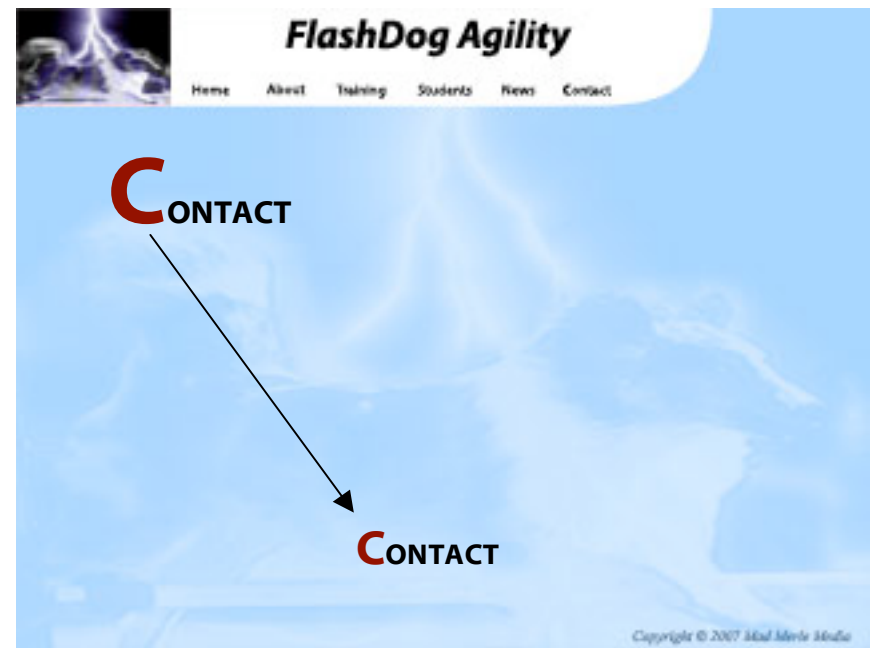 FlashDog Agility
Home About Training Students News Contact
CONTACT
CONTACT
Copyright © 2007 Mad Merle Media